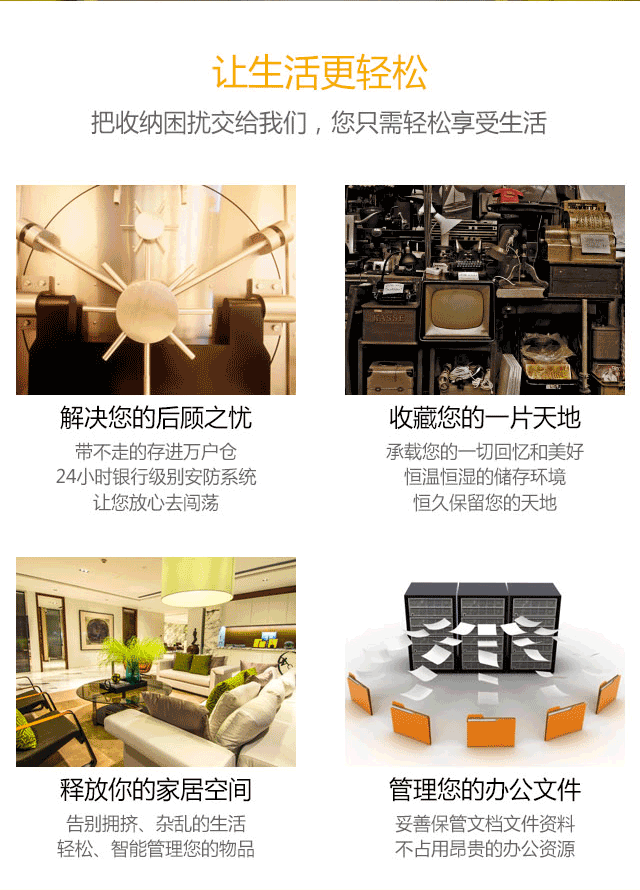 让生活更轻松
把收纳困扰交给我们，您只需轻松享受生活
解决您的后顾之忧
带不走的存进万户仓
24小时银行级别安防系统
让您放心去闯荡
收藏您的一片天地
承载您的一切回忆和美好
恒温恒湿的储存环境
恒久保留您的天地
释放你的家居空间
告别拥挤、杂乱的生活
轻松、智能管理您的物品
管理您的办公文件
妥善保管文档文件资料
不占用昂贵的办公资源